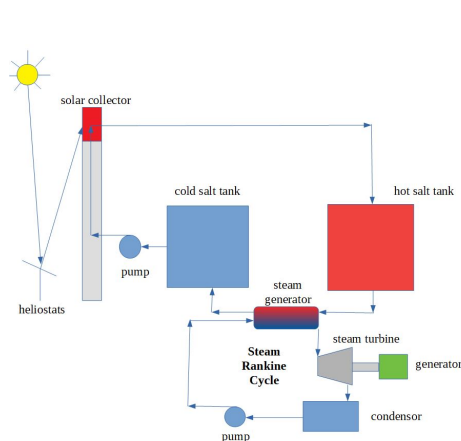 solar collector
cold salt tank
hot salt tank
pump
steam
generator
heliostats
steam turbine
Steam
Rankine
Cycle
generator
condensor
pump